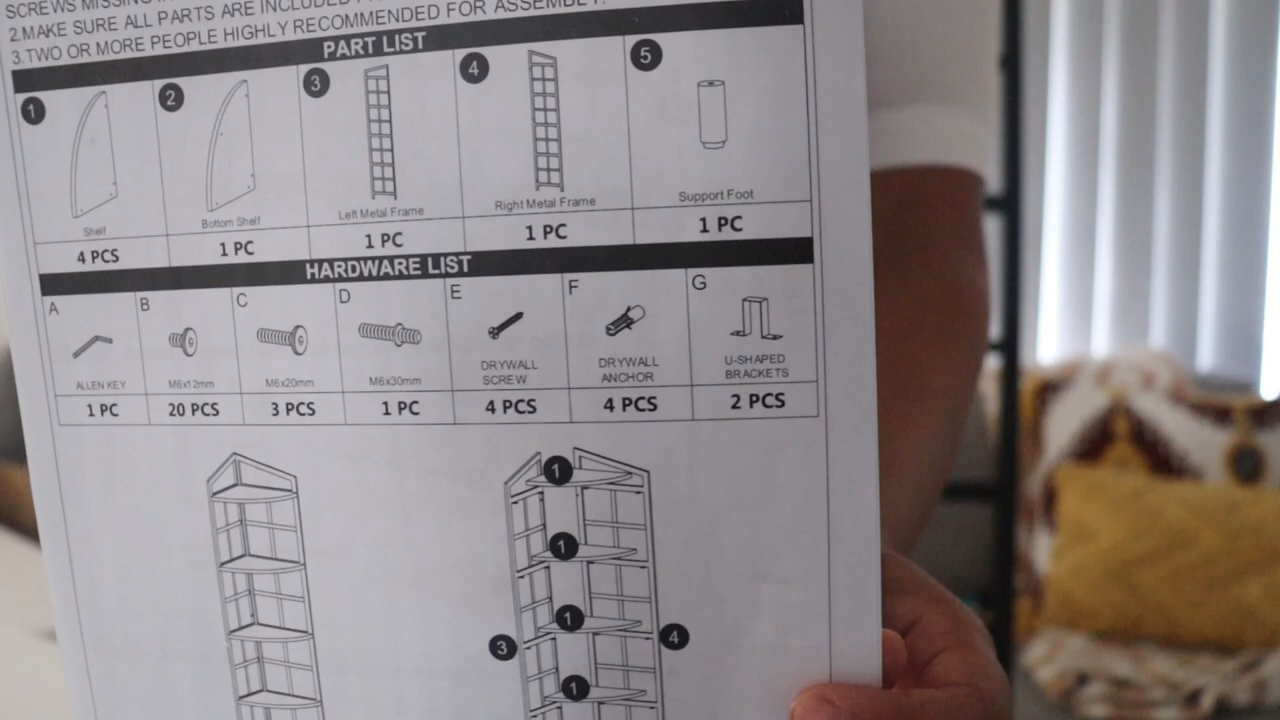 SCREWS MISSING
2.MAKE SURE ALL PARTS ARE INCLUDED
3.TWO OR MORE PEOPLE HIGHLY RECOMMENDED FOR ASSEMBLY.
PART LIST
1 2 3 4 5
Shelf Bottom Shelf Left Metal Frame Right Metal Frame Support Foot
4 PCS 1 PC 1 PC 1 PC 1 PC
HARDWARE LIST
A B C D E F G
ALLEN KEY M6x12mm M6x20mm M6x30mm DRYWALL SCREW DRYWALL ANCHOR U-SHAPED BRACKETS
1 PC 20 PCS 3 PCS 1 PC 4 PCS 4 PCS 2 PCS
1
1
1
3 4
1